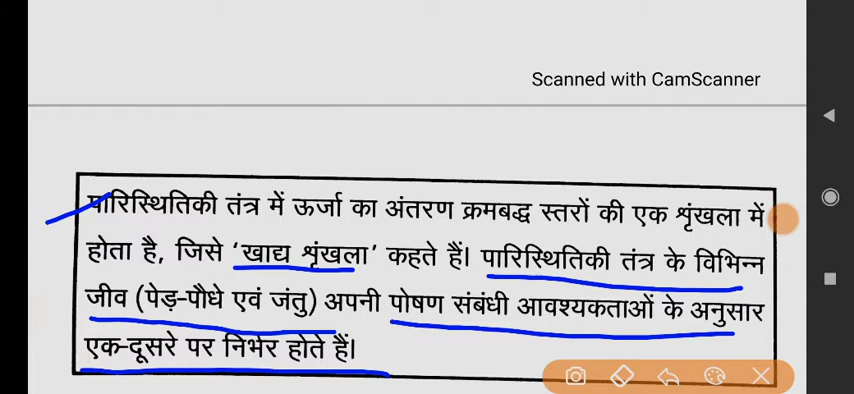 Scanned with CamScanner
पारिस्थितिकी तंत्र में ऊर्जा का अंतरण क्रमबद्ध स्तरों की एक शृंखला में
होता है, जिसे ‘खाद्य शृंखला’ कहते हैं। पारिस्थितिकी तंत्र के विभिन्न
जीव (पेड़-पौधे एवं जंतु) अपनी पोषण संबंधी आवश्यकताओं के अनुसार
एक-दूसरे पर निर्भर होते हैं।